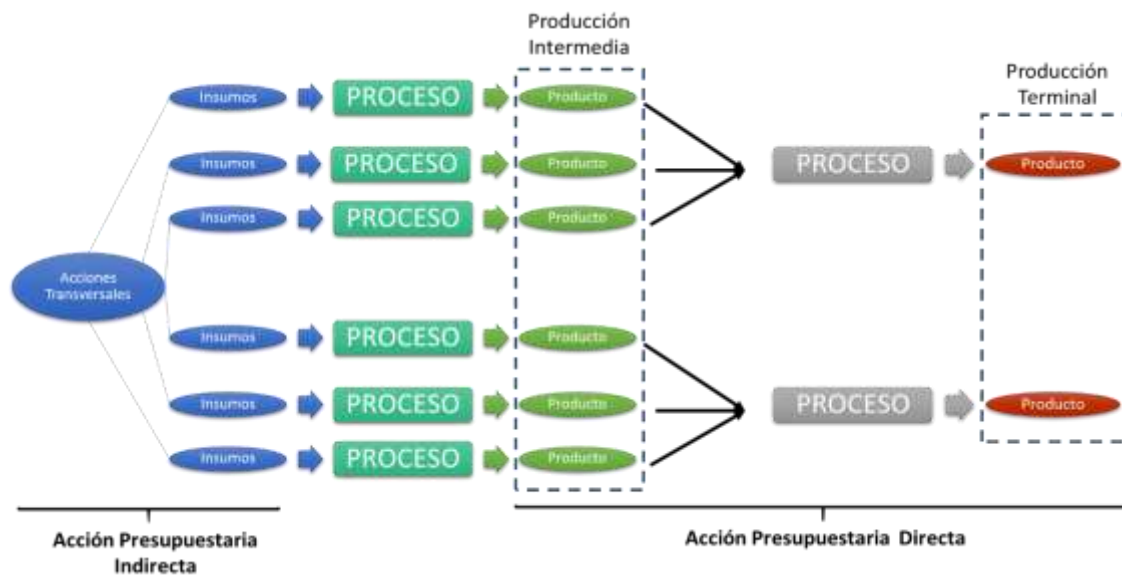 Producción
Intermedia
Producción
Terminal
Insumos
PROCESO
Producto
Insumos
PROCESO
Producto
PROCESO
Producto
Insumos
PROCESO
Producto
Acciones
Transversales
Insumos
PROCESO
Producto
Insumos
PROCESO
Producto
PROCESO
Producto
Insumos
PROCESO
Producto
Acción Presupuestaria
Indirecta
Acción Presupuestaria Directa